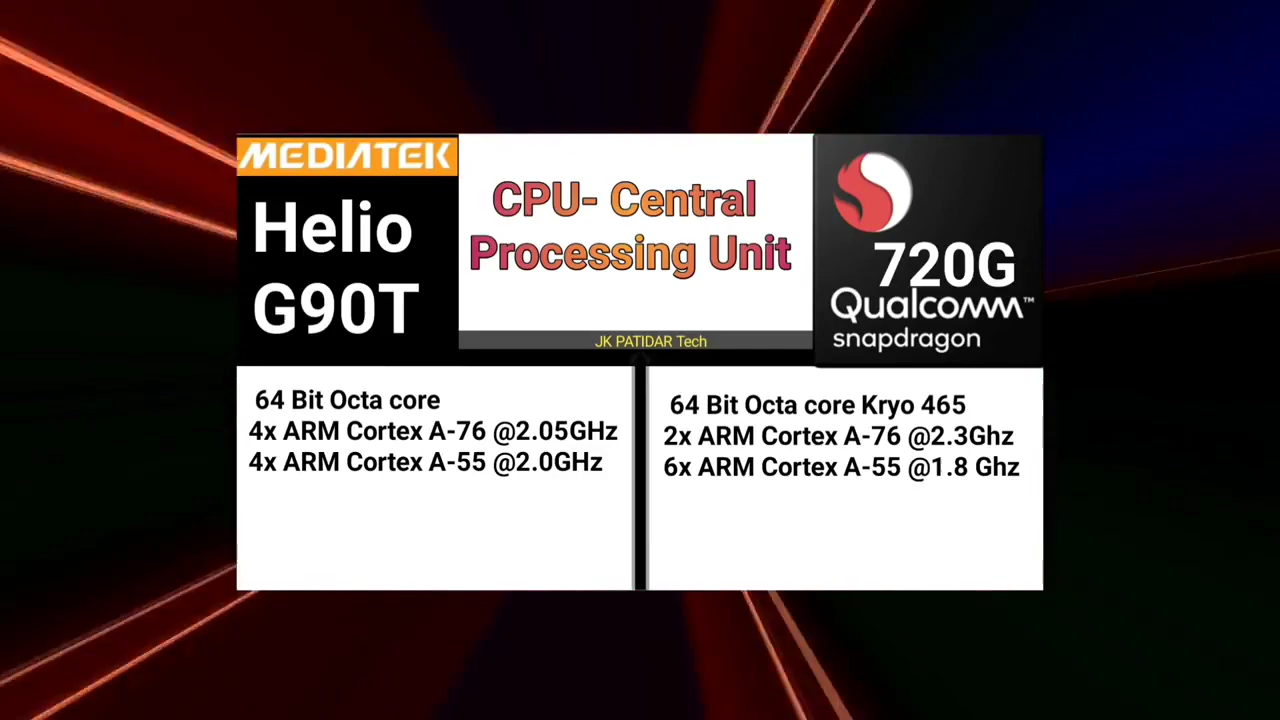 MEDIATEK
Helio
G90T
CPU- Central
Processing Unit
JK PATIDAR Tech
720G
Qualcomm™
snapdragon
64 Bit Octa core
4x ARM Cortex A-76 @2.05GHz
4x ARM Cortex A-55 @2.0GHz
64 Bit Octa core Kryo 465
2x ARM Cortex A-76 @2.3Ghz
6x ARM Cortex A-55 @1.8 Ghz